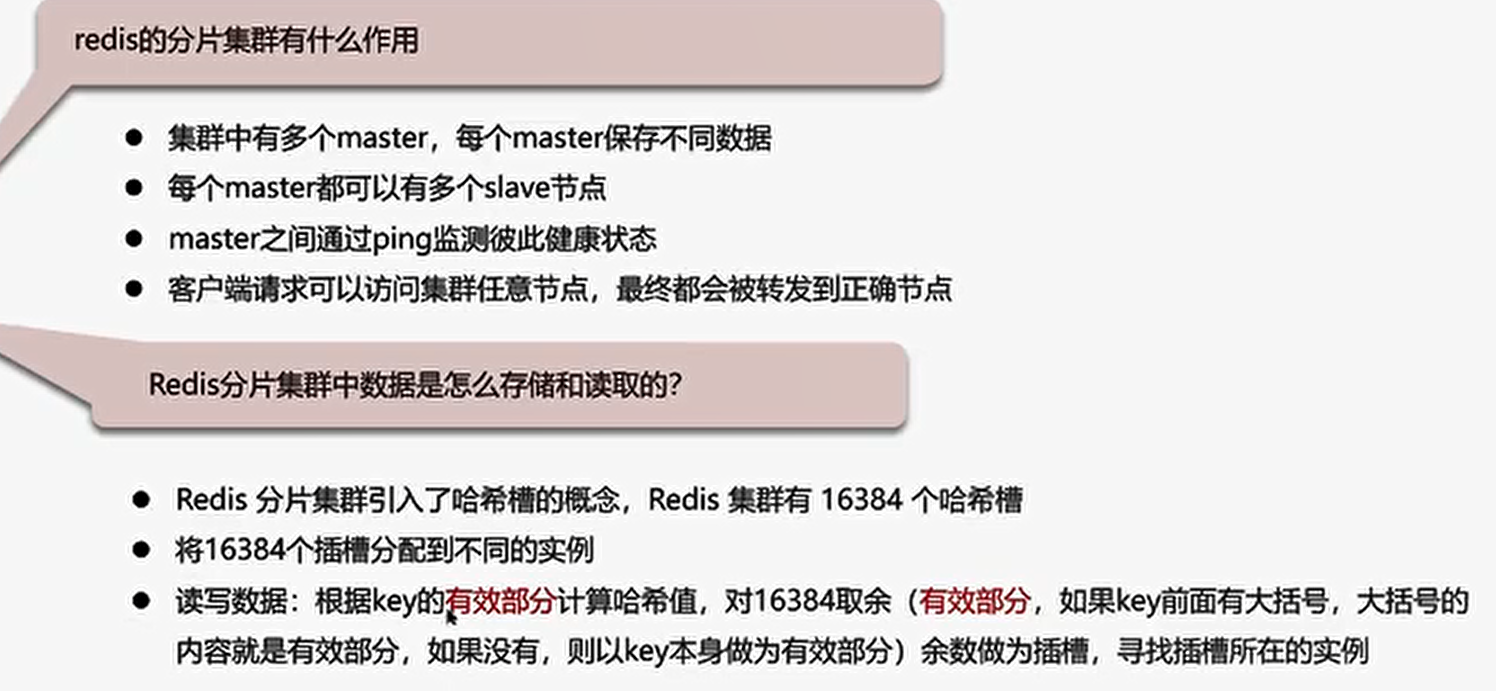 redis的分片集群有什么作用
● 集群中有多个master，每个master保存不同数据
● 每个master都可以有多个slave节点
● master之间通过ping监测彼此健康状态
● 客户端请求可以访问集群任意节点，最终都会被转发到正确节点
Redis分片集群中数据是怎么存储和读取的？
● Redis 分片集群引入了哈希槽的概念，Redis 集群有 16384 个哈希槽
● 将16384个插槽分配到不同的实例
● 读写数据：根据key的有效部分计算哈希值，对16384取余（有效部分，如果key前面有大括号，大括号的
内容就是有效部分，如果没有，则以key本身做为有效部分）余数做为插槽，寻找插槽所在的实例